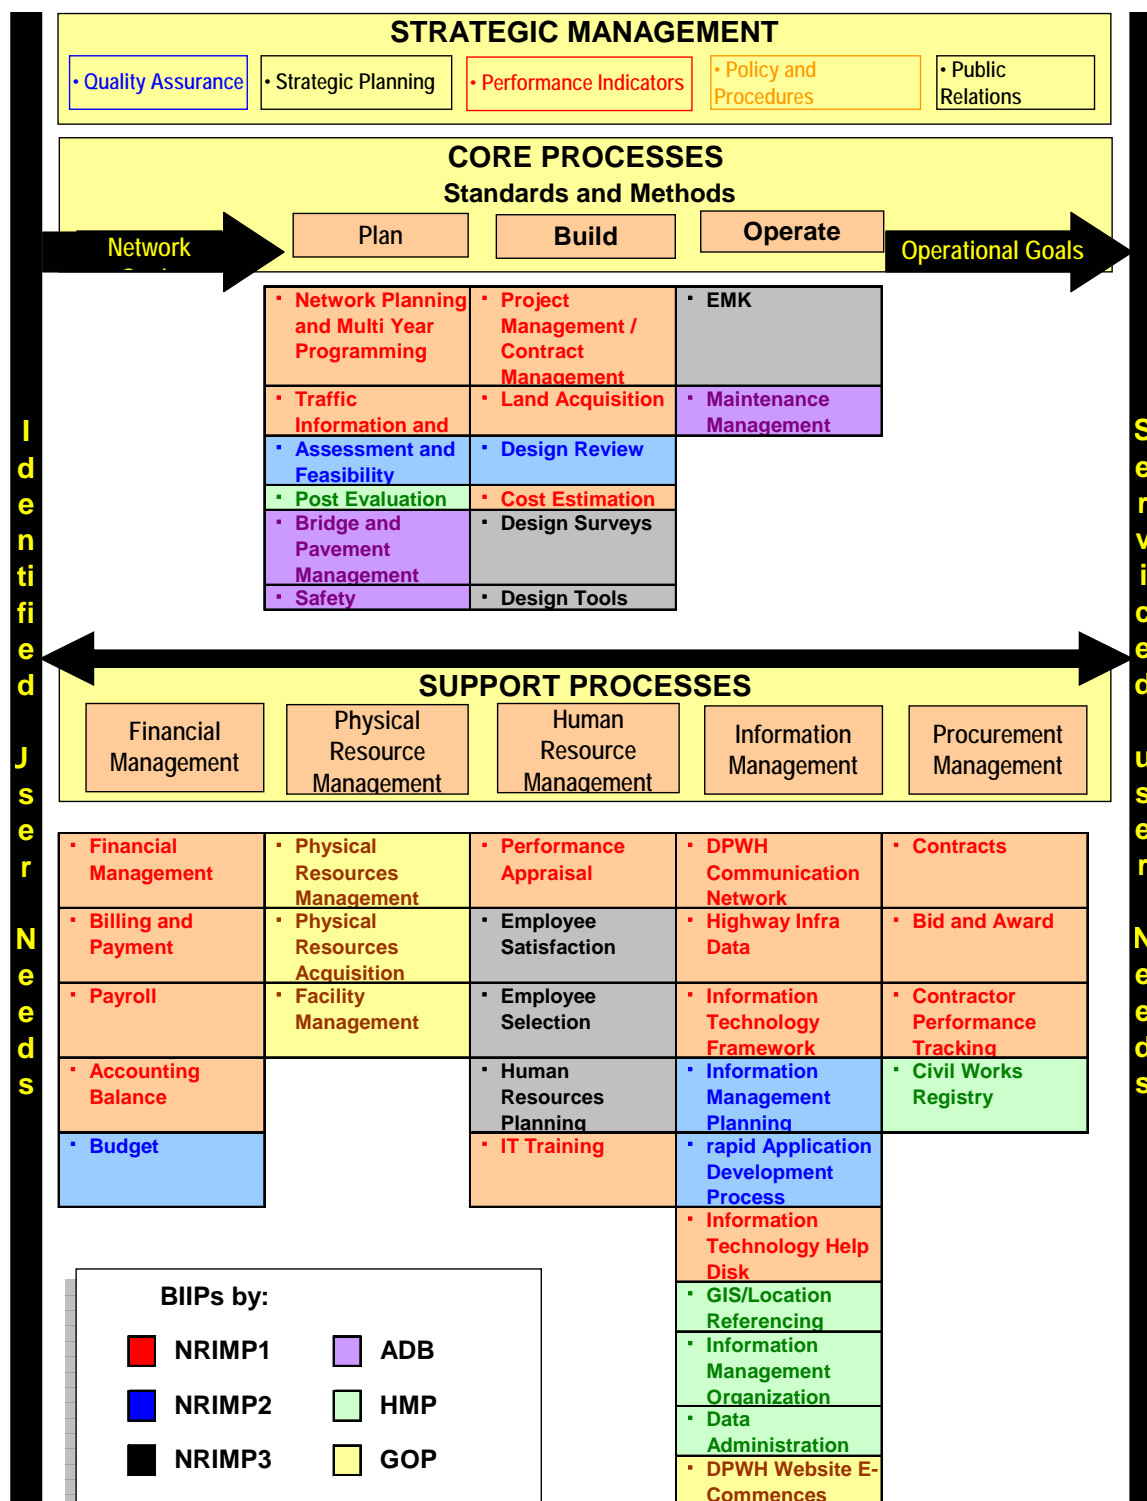 STRATEGIC MANAGEMENT
• Quality Assurance
• Strategic Planning
• Performance Indicators
• Policy and
Procedures
• Public
Relations
CORE PROCESSES
Standards and Methods
Network
Plan
Build
Operate
Operational Goals
▪ Network Planning
and Multi Year
Programming
▪ Project
Management /
Contract
Management
▪ EMK
▪ Traffic
Information and
▪ Land Acquisition
▪ Maintenance
Management
▪ Assessment and
Feasibility
▪ Design Review
▪ Post Evaluation
▪ Cost Estimation
▪ Bridge and
Pavement
Management
▪ Design Surveys
▪ Safety
▪ Design Tools
Identified User Needs
Serviced user Needs
SUPPORT PROCESSES
Financial
Management
Physical
Resource
Management
Human
Resource
Management
Information
Management
Procurement
Management
▪ Financial
Management
▪ Physical
Resources
Management
▪ Performance
Appraisal
▪ DPWH
Communication
Network
▪ Contracts
▪ Billing and
Payment
▪ Physical
Resources
Acquisition
▪ Employee
Satisfaction
▪ Highway Infra
Data
▪ Bid and Award
▪ Payroll
▪ Facility
Management
▪ Employee
Selection
▪ Information
Technology
Framework
▪ Contractor
Performance
Tracking
▪ Accounting
Balance
▪ Human
Resources
Planning
▪ Information
Management
Planning
▪ Civil Works
Registry
▪ Budget
▪ IT Training
▪ rapid Application
Development
Process
▪ Information
Technology Help
Disk
▪ GIS/Location
Referencing
▪ Information
Management
Organization
▪ Data
Administration
▪ DPWH Website E-
Commences
BIIPs by:
NRIMP1
ADB
NRIMP2
HMP
NRIMP3
GOP